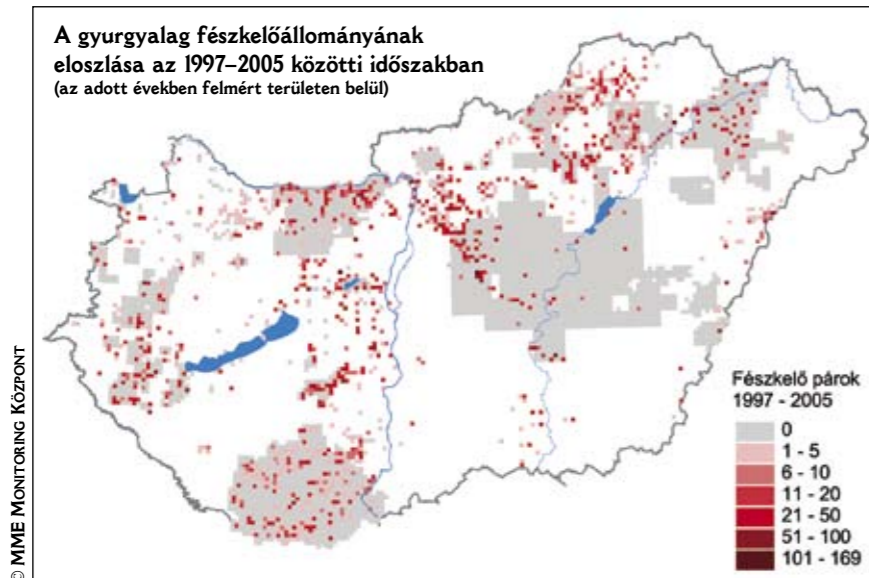 A gyurgyalag fészkelőállományának
eloszlása az 1997–2005 közötti időszakban
(az adott években felmért területen belül)
Fészkelő párok
1997 - 2005
0
1 - 5
6 - 10
11 - 20
21 - 50
51 - 100
101 - 169
© MME MONITORING KÖZPONT